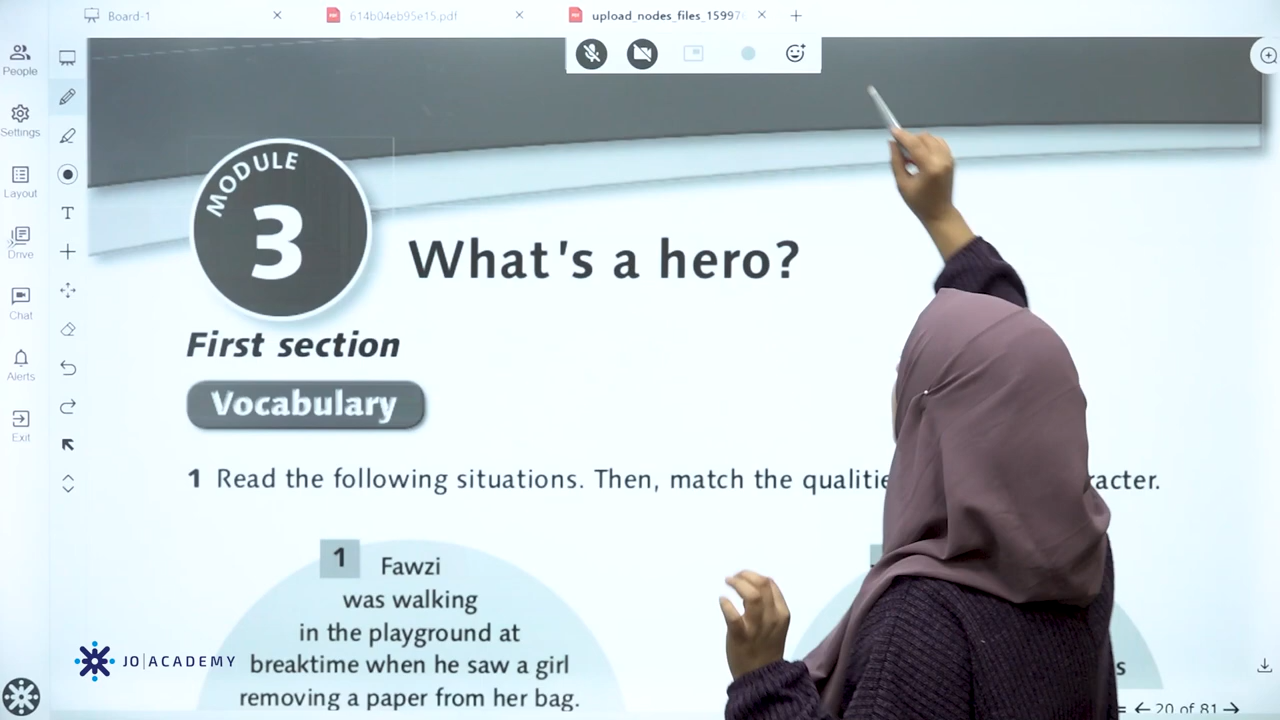 Board-1
614b04eb95e15.pdf
upload_nodes_files_15997
People
Settings
Layout
Drive
Chat
Alerts
Exit
T
MODULE
3
What's a hero?
First section
Vocabulary
1 Read the following situations. Then, match the qualitie racter.
1 Fawzi
was walking
in the playground at
breaktime when he saw a girl
removing a paper from her bag.
s
JO|ACADEMY
20 of 81